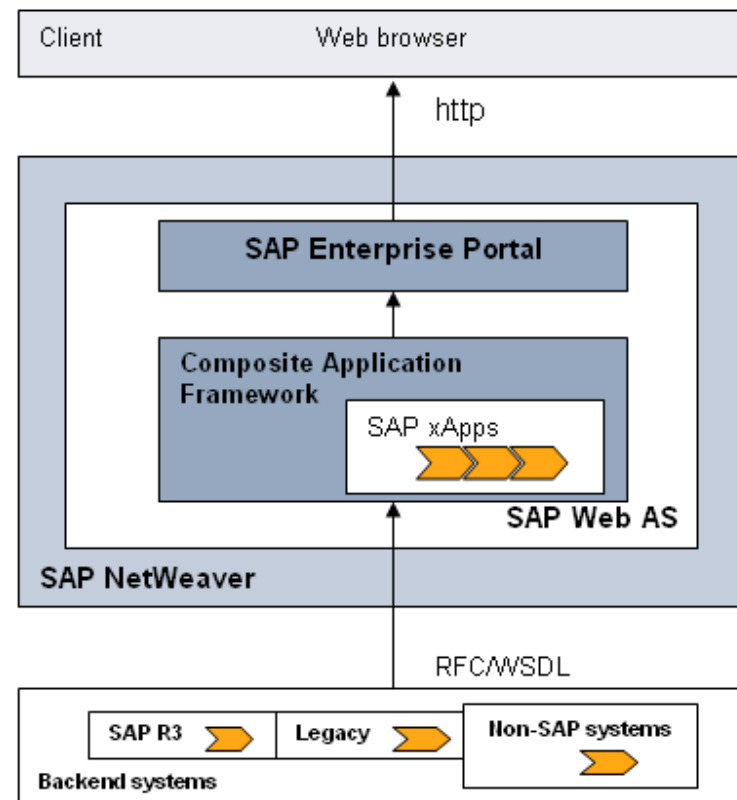 Client
Web browser
http
SAP Enterprise Portal
Composite Application
Framework
SAP xApps
SAP Web AS
SAP NetWeaver
RFC/WSDL
SAP R3
Legacy
Non-SAP systems
Backend systems